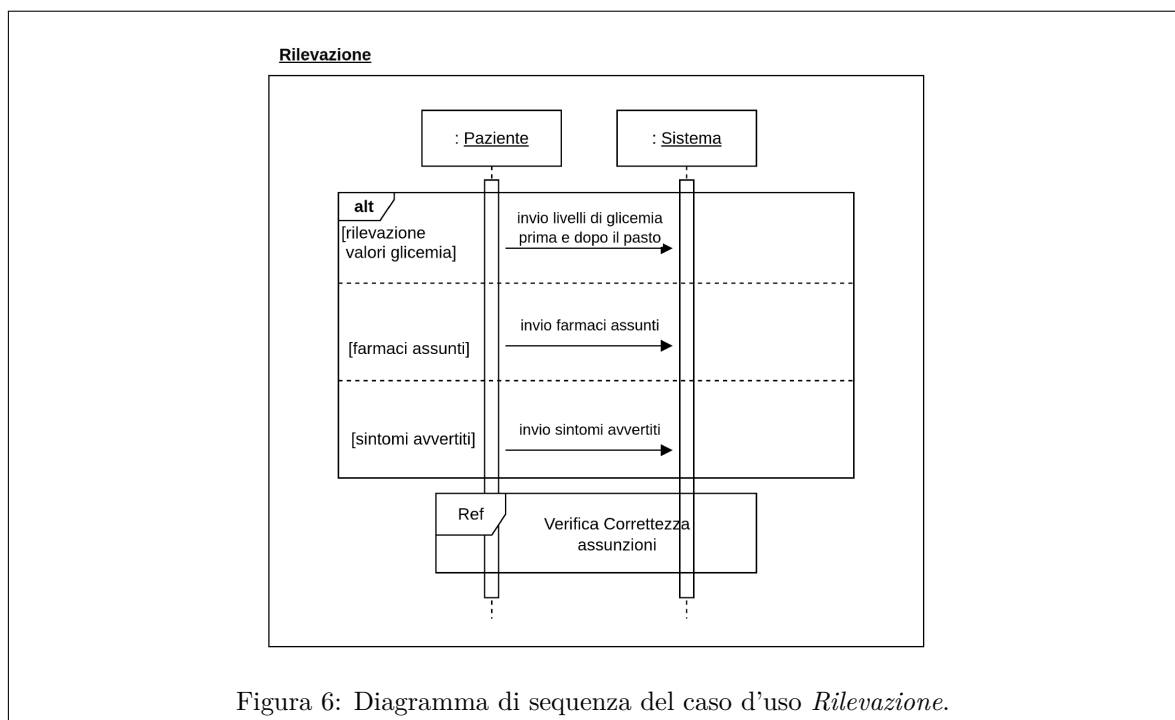 Rilevazione
: Paziente
: Sistema
alt
[rilevazione
valori glicemia]
invio livelli di glicemia
prima e dopo il pasto
invio farmaci assunti
[farmaci assunti]
invio sintomi avvertiti
[sintomi avvertiti]
Ref
Verifica Correttezza
assunzioni
Figura 6: Diagramma di sequenza del caso d'uso Rilevazione.